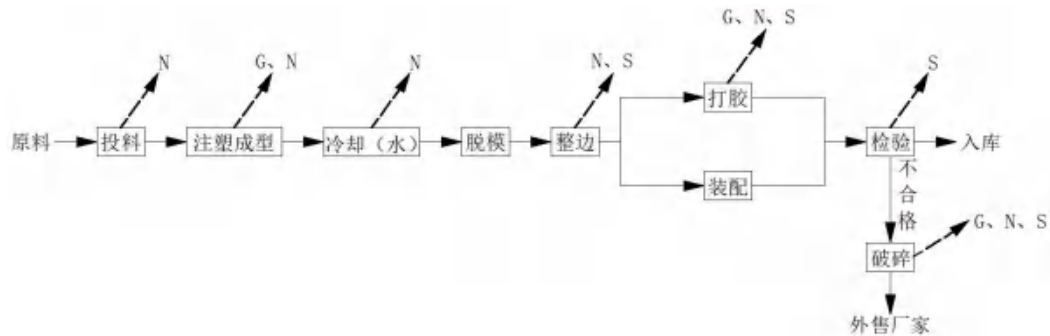 G、N、S
N
G、N
N
N、S
S
打胶
原料
投料
注塑成型
冷却（水）
脱模
整边
检验
入库
装配
不合格
G、N、S
破碎
外售厂家